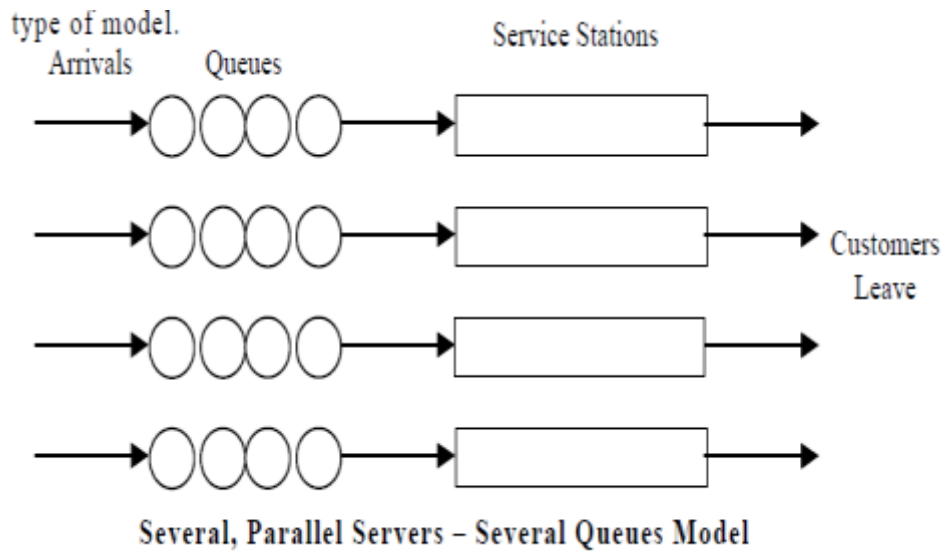 type of model.
Service Stations
Arrivals Queues
Customers
Leave
Several, Parallel Servers – Several Queues Model